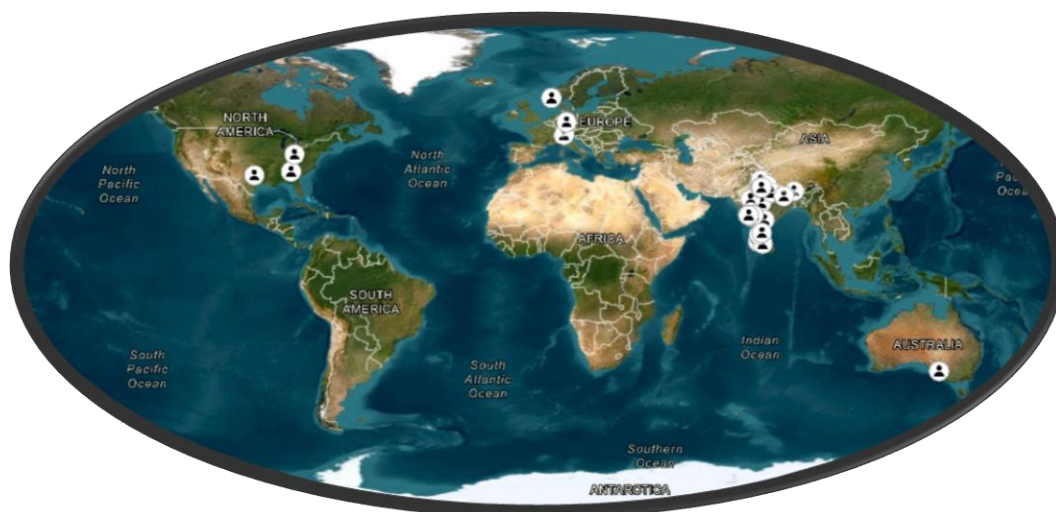 NORTH
AMERICA
EUROPE
ASIA
North
Pacific
Ocean
North
Atlantic
Ocean
AFRICA
SOUTH
AMERICA
Indian
Ocean
AUSTRALIA
South
Pacific
Ocean
South
Atlantic
Ocean
Southern
Ocean
ANTARCTICA